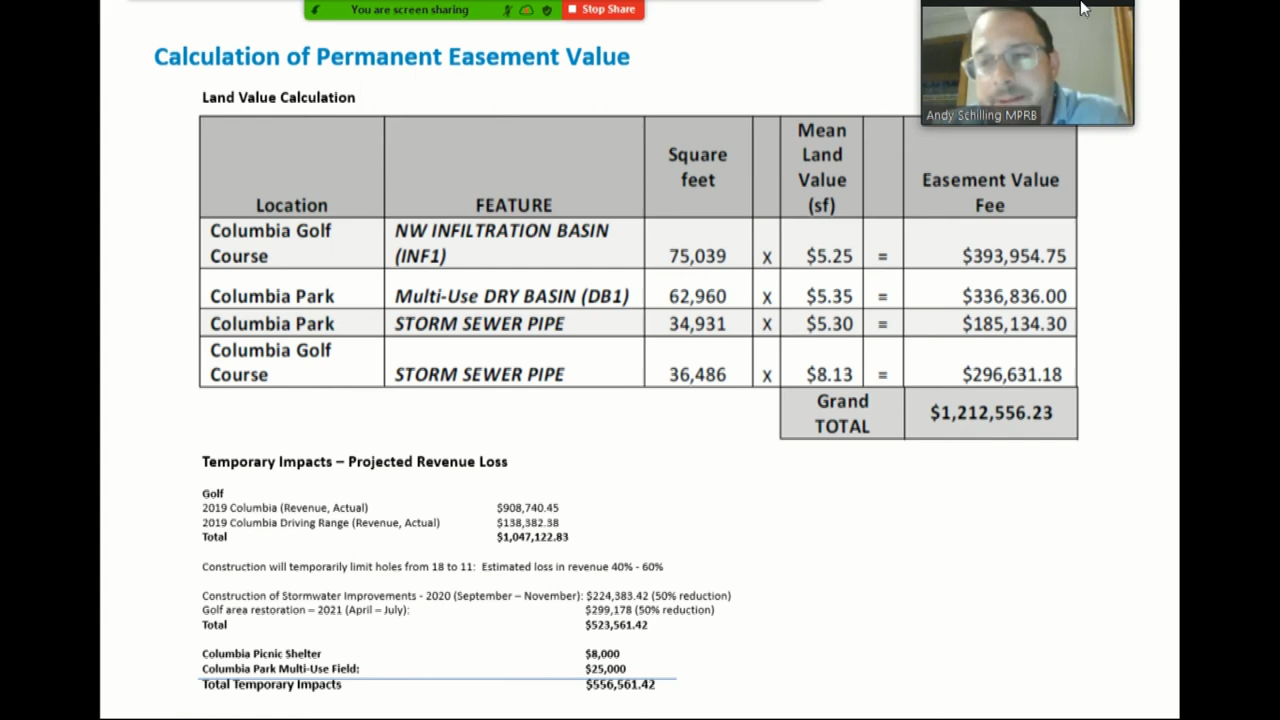 You are screen sharing
Stop Share
Calculation of Permanent Easement Value
Andy Schilling MPRB
Land Value Calculation
Location FEATURE Square feet Mean Land Value (sf) Easement Value Fee
Columbia Golf Course NW INFILTRATION BASIN (INF1) 75,039 X $5.25 = $393,954.75
Columbia Park Multi-Use DRY BASIN (DB1) 62,960 X $5.35 = $336,836.00
Columbia Park STORM SEWER PIPE 34,931 X $5.30 = $185,134.30
Columbia Golf Course STORM SEWER PIPE 36,486 X $8.13 = $296,631.18
Grand TOTAL $1,212,556.23
Temporary Impacts – Projected Revenue Loss
Golf
2019 Columbia (Revenue, Actual) $908,740.45
2019 Columbia Driving Range (Revenue, Actual) $138,382.38
Total $1,047,122.83
Construction will temporarily limit holes from 18 to 11: Estimated loss in revenue 40% - 60%
Construction of Stormwater Improvements - 2020 (September – November): $224,383.42 (50% reduction)
Golf area restoration – 2021 (April – July): $299,178 (50% reduction)
Total $523,561.42
Columbia Picnic Shelter $8,000
Columbia Park Multi-Use Field: $25,000
Total Temporary Impacts $556,561.42